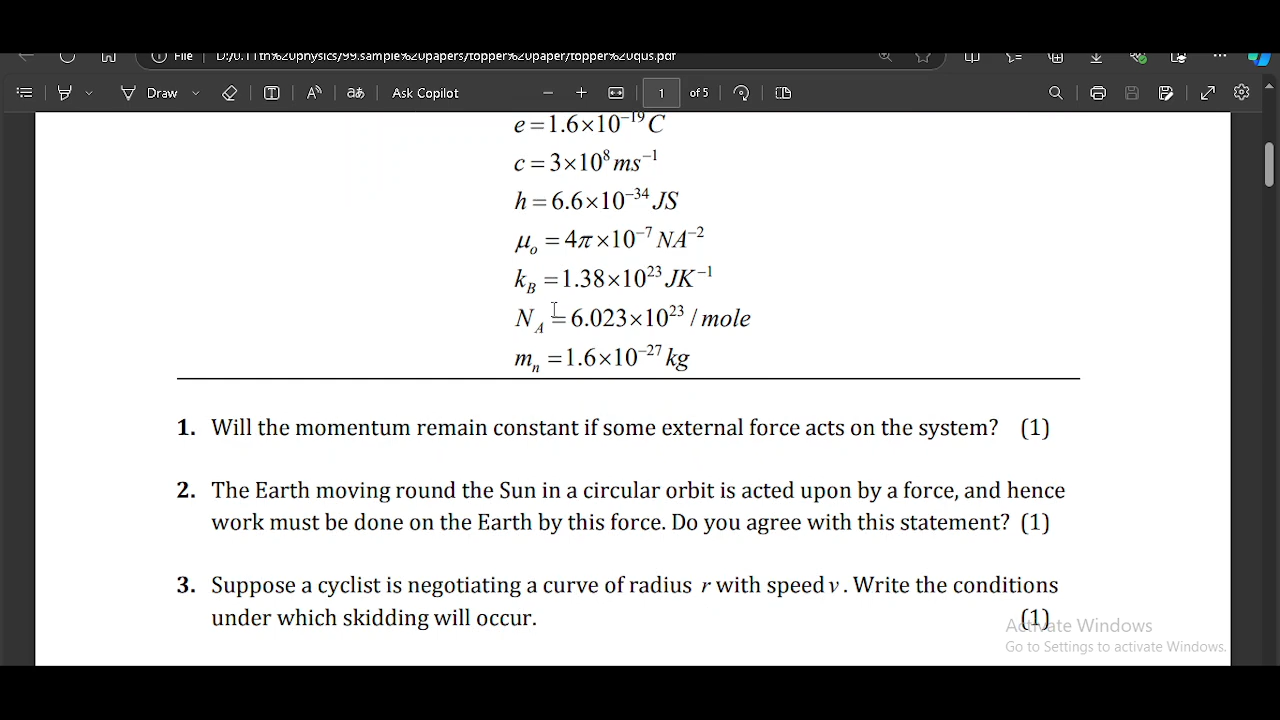 File D:/0.11th%20physics/99.sample%20papers/topper%20paper/topper%20qus.pdf
Draw aあ Ask Copilot 1 of 5
e = 1.6×10⁻¹⁹ C
c = 3×10⁸ ms⁻¹
h = 6.6×10⁻³⁴ JS
μₒ = 4π×10⁻⁷ NA⁻²
k_B = 1.38×10²³ JK⁻¹
N_A = 6.023×10²³ / mole
mₙ = 1.6×10⁻²⁷ kg
1. Will the momentum remain constant if some external force acts on the system? (1)
2. The Earth moving round the Sun in a circular orbit is acted upon by a force, and hence
work must be done on the Earth by this force. Do you agree with this statement? (1)
3. Suppose a cyclist is negotiating a curve of radius r with speed v. Write the conditions
under which skidding will occur. (1)
Activate Windows
Go to Settings to activate Windows.